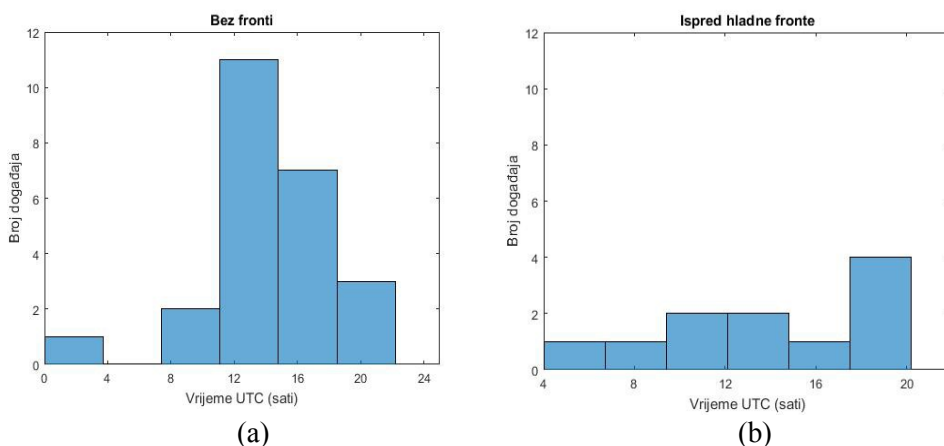 Bez fronti
12
10
8
6
4
2
0
Broj događaja
0 4 8 12 16 20 24
Vrijeme UTC (sati)
(a)
Ispred hladne fronte
12
10
8
6
4
2
0
Broj događaja
4 8 12 16 20
Vrijeme UTC (sati)
(b)